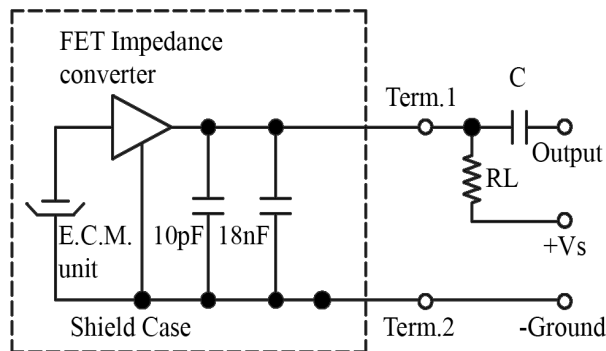 FET Impedance
converter
Term.1
C
Output
RL
+Vs
E.C.M.
unit
10pF
18nF
Shield Case
Term.2
-Ground